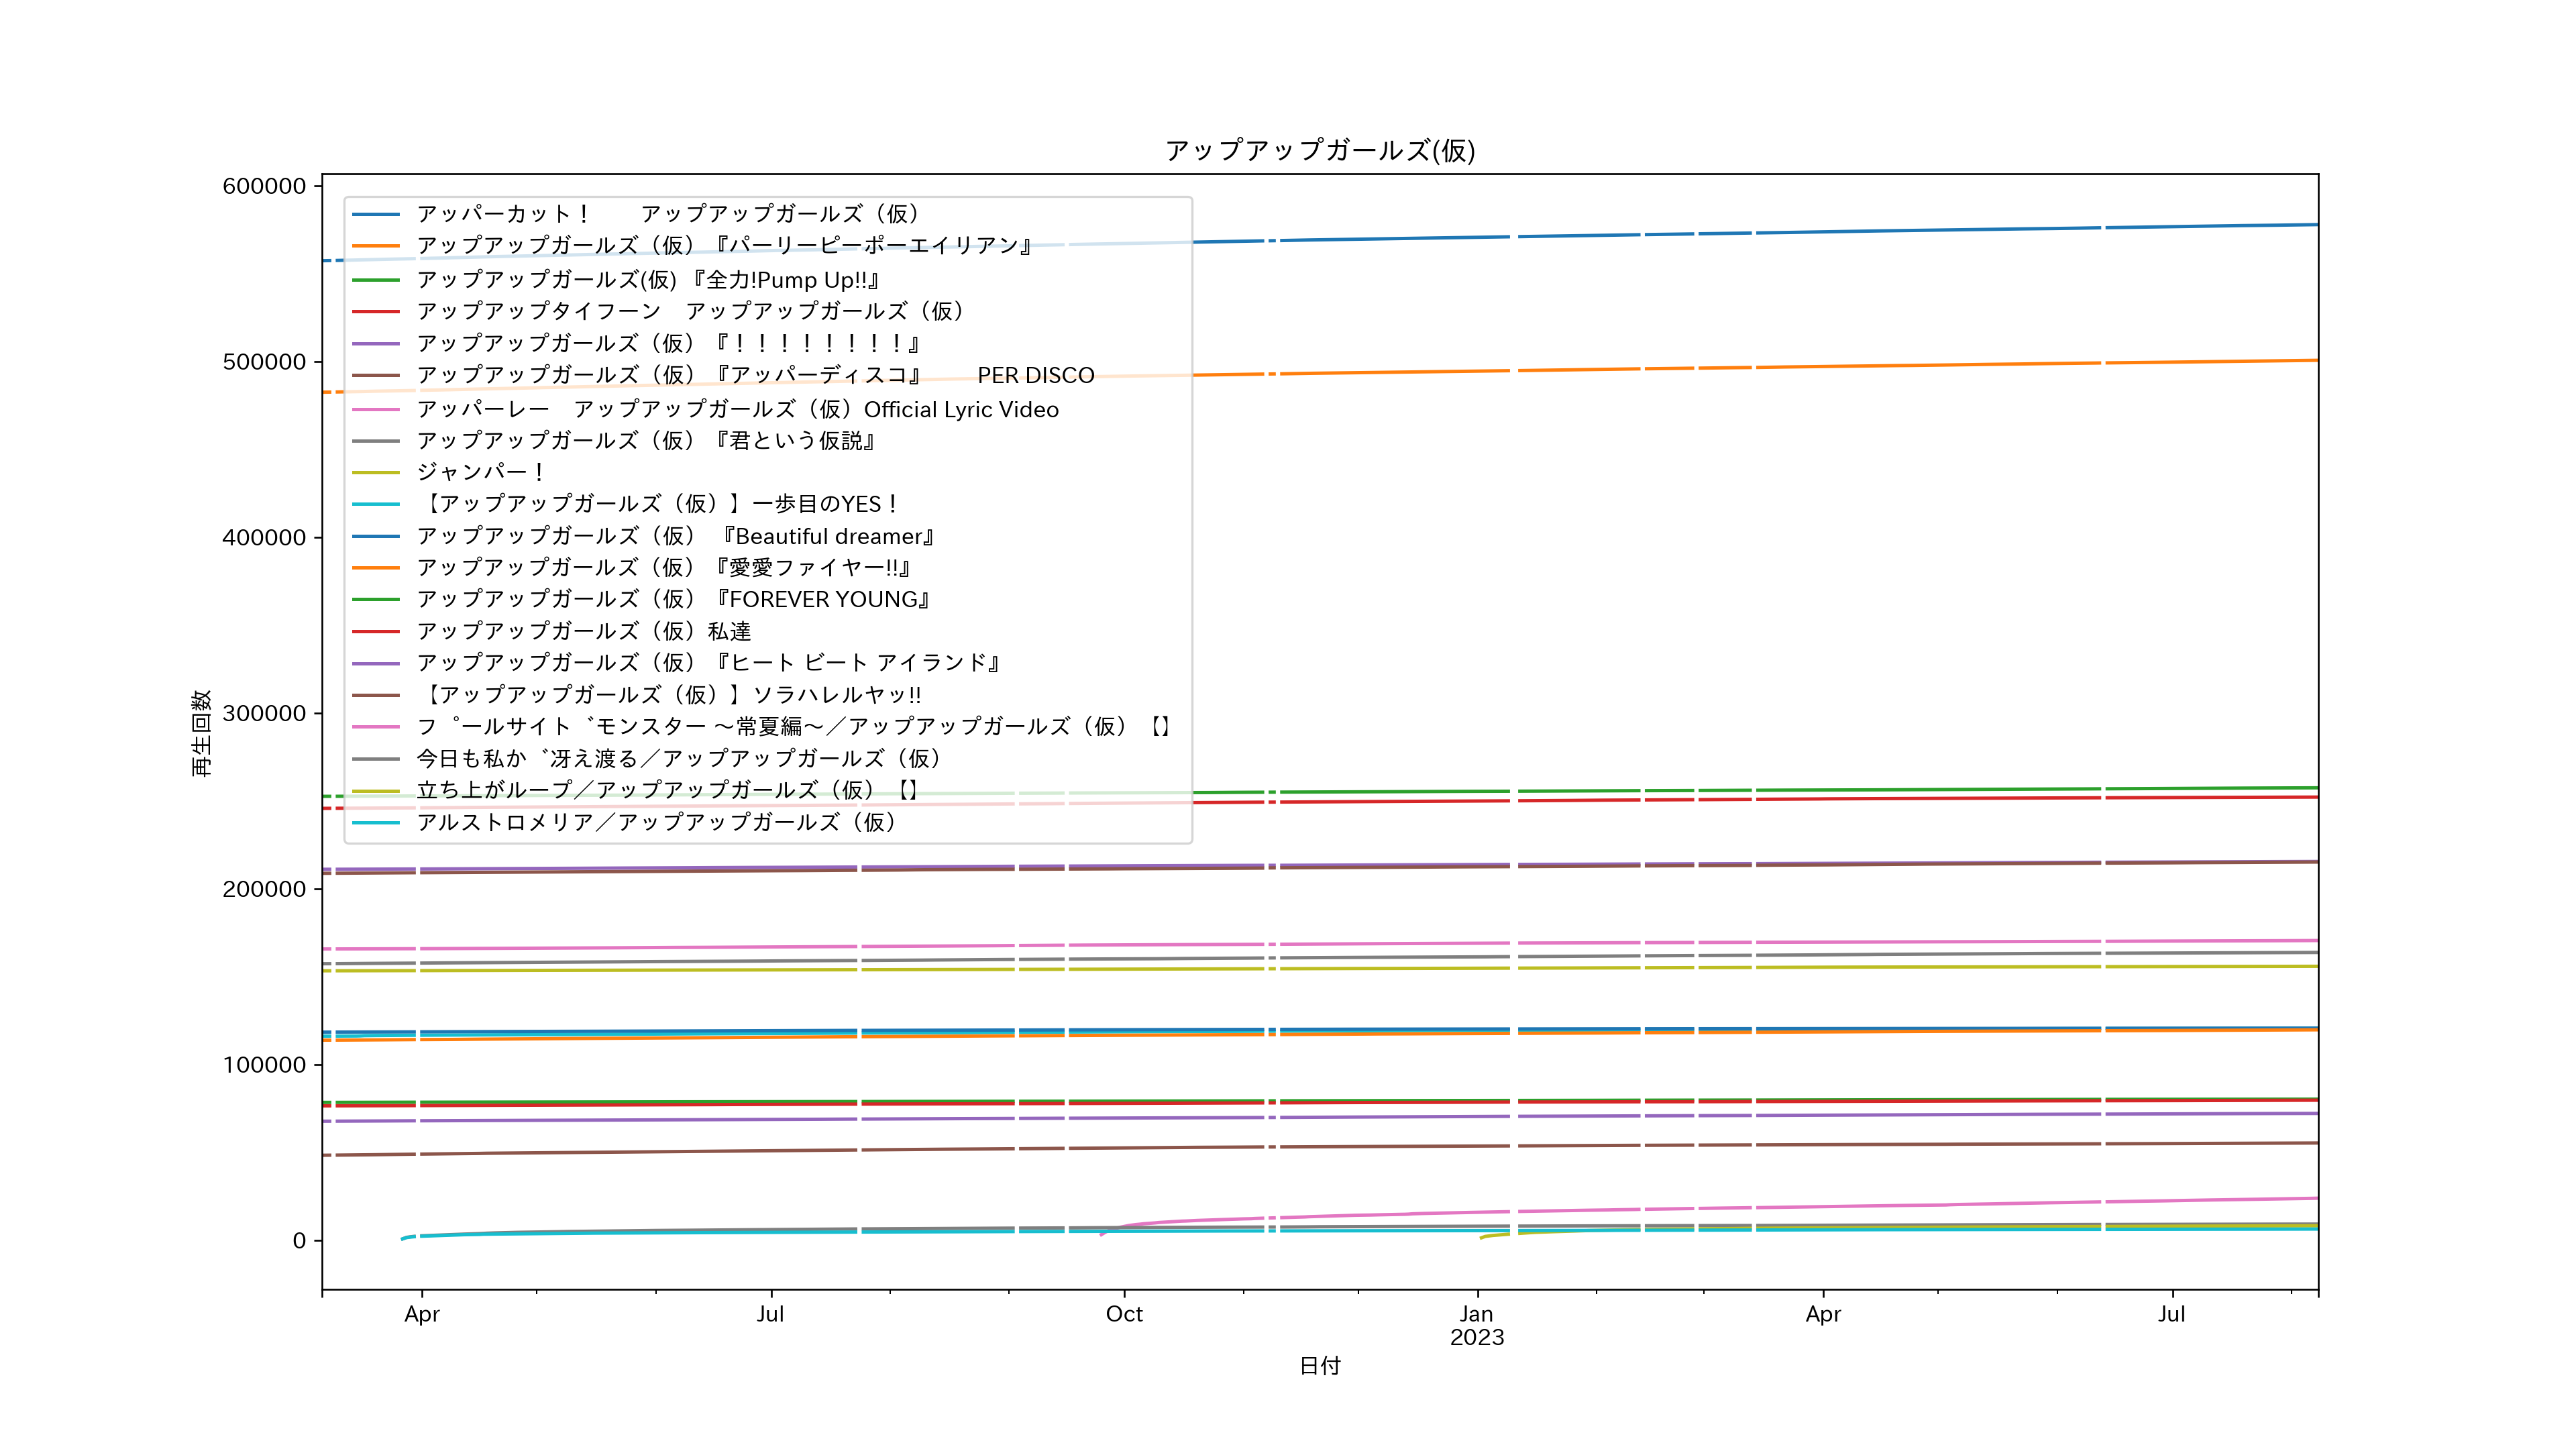 アップアップガールズ(仮)
600000
500000
400000
300000
200000
100000
0
再生回数
アッパーカット！　　アップアップガールズ（仮）
アップアップガールズ（仮）『パーリーピーポーエイリアン』
アップアップガールズ(仮) 『全力!Pump Up!!』
アップアップタイフーン　アップアップガールズ（仮）
アップアップガールズ（仮）『！！！！！！！！』
アップアップガールズ（仮）『アッパーディスコ』　　PER DISCO
アッパーレー　アップアップガールズ（仮）Official Lyric Video
アップアップガールズ（仮）『君という仮説』
ジャンパー！
【アップアップガールズ（仮）】一歩目のYES！
アップアップガールズ（仮） 『Beautiful dreamer』
アップアップガールズ（仮）『愛愛ファイヤー!!』
アップアップガールズ（仮）『FOREVER YOUNG』
アップアップガールズ（仮）私達
アップアップガールズ（仮）『ヒート ビート アイランド』
【アップアップガールズ（仮）】ソラハレルヤッ!!
フ゜ールサイト゛モンスター 〜常夏編〜／アップアップガールズ（仮）【】
今日も私か゛冴え渡る／アップアップガールズ（仮）
立ち上がループ／アップアップガールズ（仮）【】
アルストロメリア／アップアップガールズ（仮）
Apr Jul Oct Jan Apr Jul
2023
日付